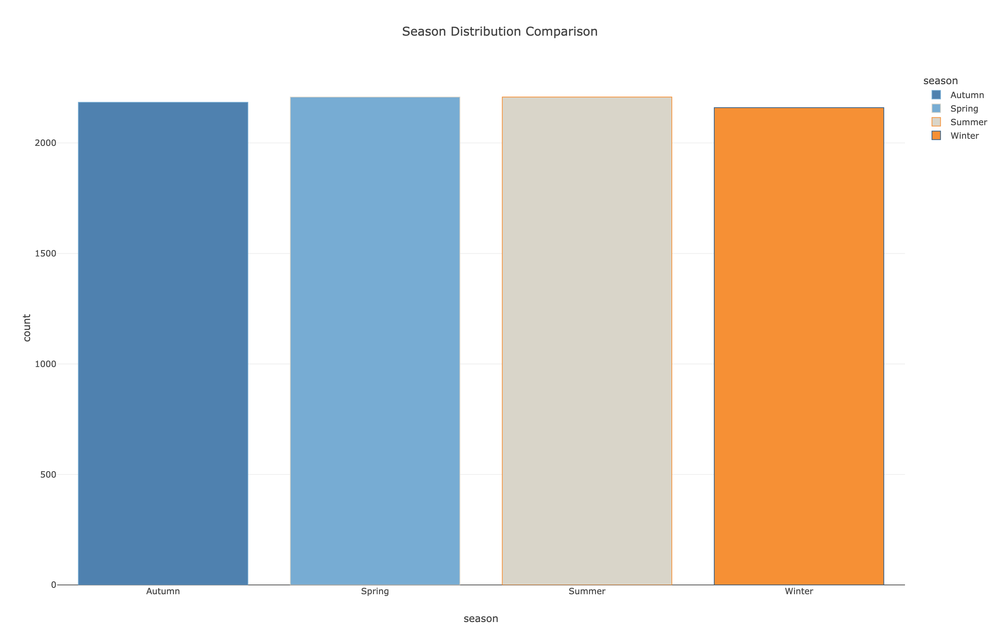 Season Distribution Comparison
season
Autumn
Spring
Summer
Winter
2000
1500
1000
500
0
count
Autumn
Spring
Summer
Winter
season